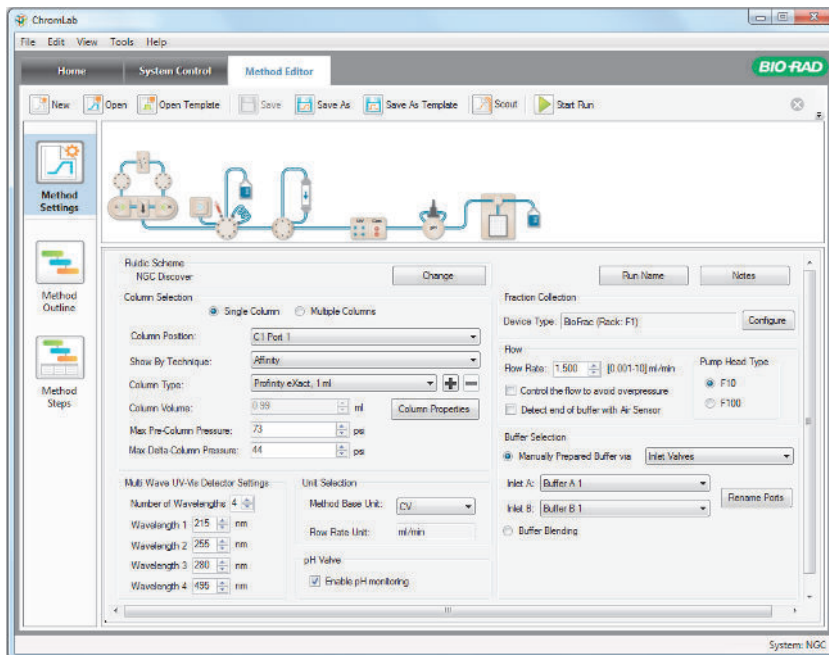 ChromLab
File Edit View Tools Help
Home System Control Method Editor BIO-RAD
New Open Open Template Save Save As Save As Template Scout Start Run
Method Settings
Method Outline
Method Steps
Fluidic Scheme
NGC Discover Change Run Name Notes
Column Selection
Single Column Multiple Columns
Column Position: C1 Port 1
Show By Technique: Affinity
Column Type: Profinity eXact, 1 ml
Column Volume: 0.99 ml Column Properties
Max Pre-Column Pressure: 73 psi
Max Delta-Column Pressure: 44 psi
Fraction Collection
Device Type: BioFrac (Rack: F1) Configure
Flow
Flow Rate: 1.500 [0.001-10] ml/min
Control the flow to avoid overpressure
Detect end of buffer with Air Sensor
Pump Head Type
F10
F100
Multi Wave UV-Vis Detector Settings
Number of Wavelengths 4
Wavelength 1 215 nm
Wavelength 2 255 nm
Wavelength 3 280 nm
Wavelength 4 495 nm
Unit Selection
Method Base Unit: CV
Flow Rate Unit: ml/min
pH Valve
Enable pH monitoring
Buffer Selection
Manually Prepared Buffer via Inlet Valves
Inlet A: Buffer A 1
Inlet B: Buffer B 1
Rename Ports
Buffer Blending
System: NGC